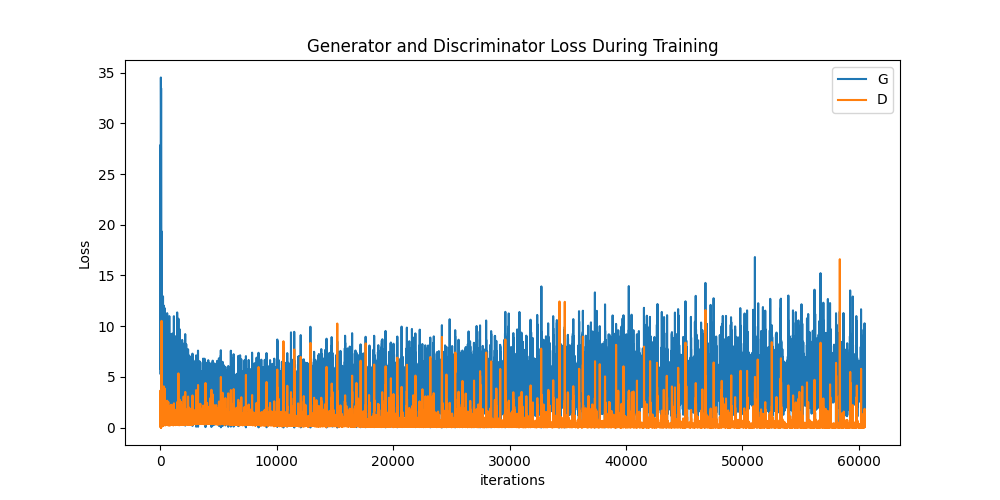 Generator and Discriminator Loss During Training
G
D
35
30
25
20
15
10
5
0
Loss
0 10000 20000 30000 40000 50000 60000
iterations